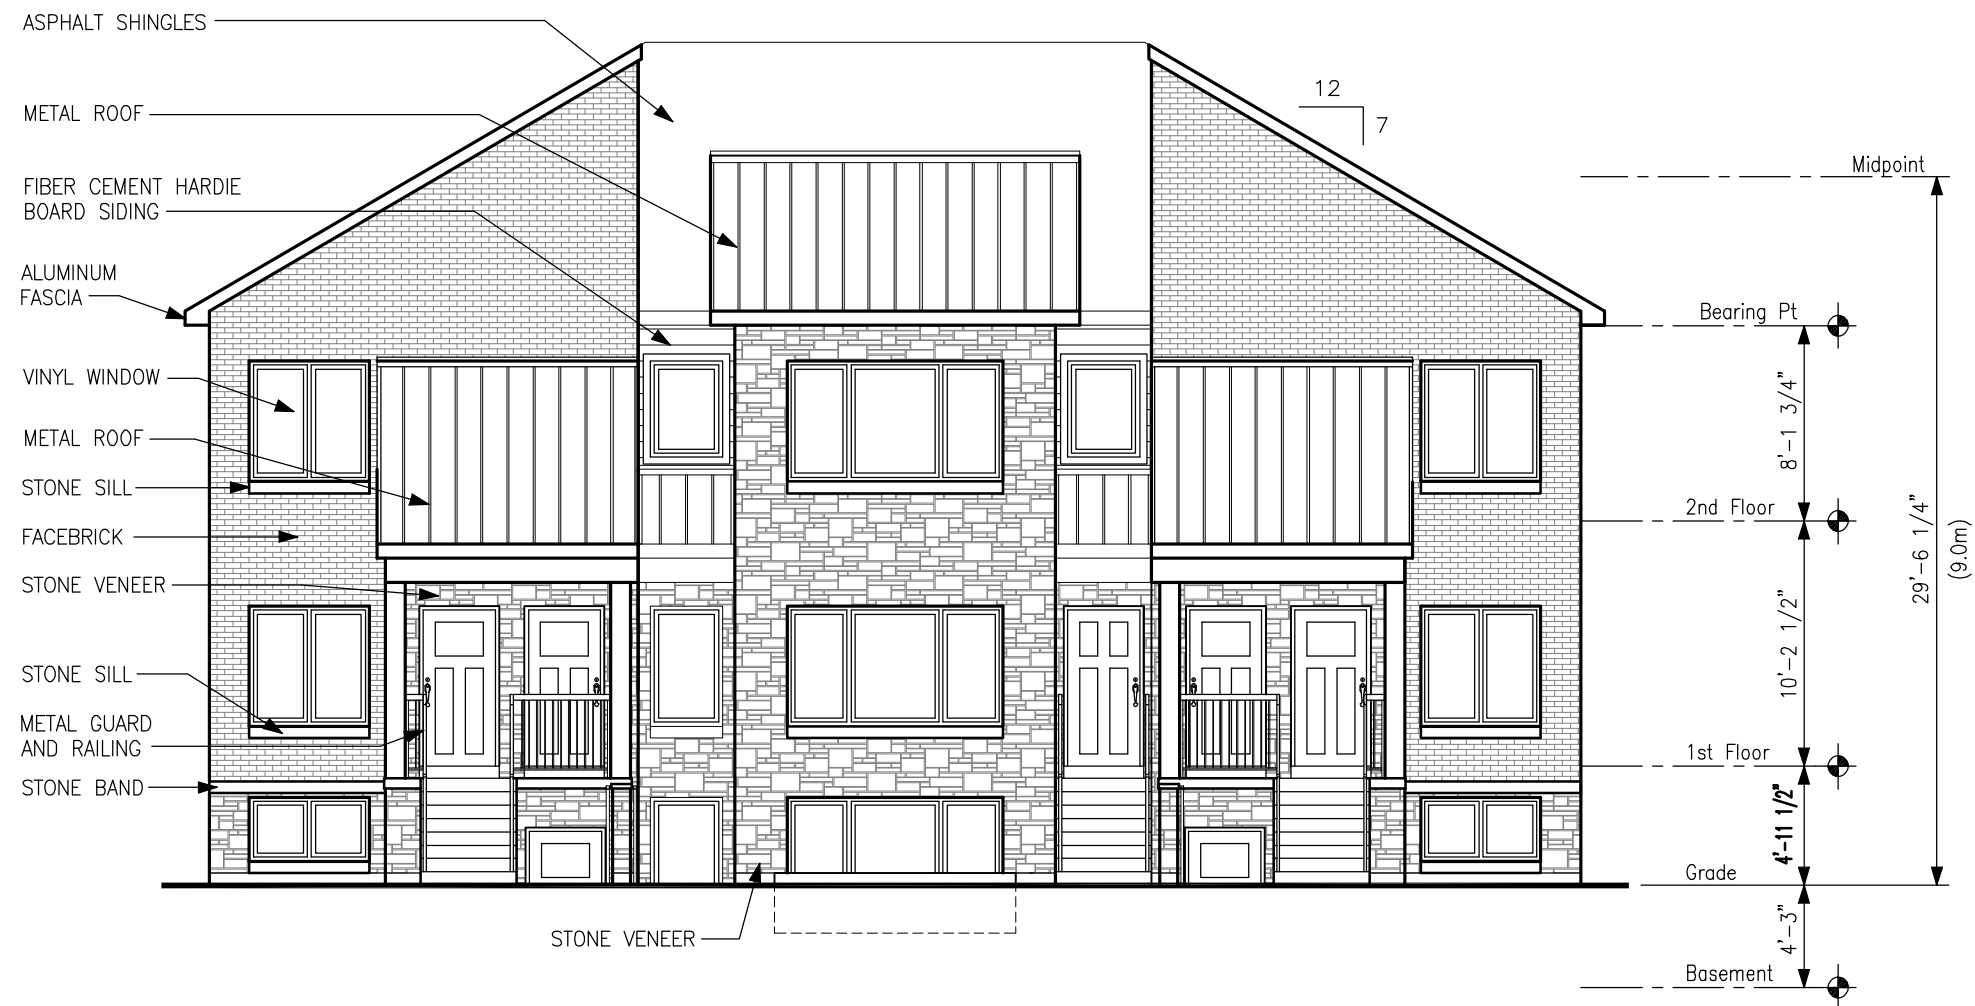 ASPHALT SHINGLES
METAL ROOF
FIBER CEMENT HARDIE
BOARD SIDING
ALUMINUM
FASCIA
VINYL WINDOW
METAL ROOF
STONE SILL
FACEBRICK
STONE VENEER
STONE SILL
METAL GUARD
AND RAILING
STONE BAND
STONE VENEER
12
7
Midpoint
Bearing Pt
8'-1 3/4"
2nd Floor
29'-6 1/4"
(9.0m)
10'-2 1/2"
1st Floor
4'-11 1/2"
Grade
4'-3"
Basement